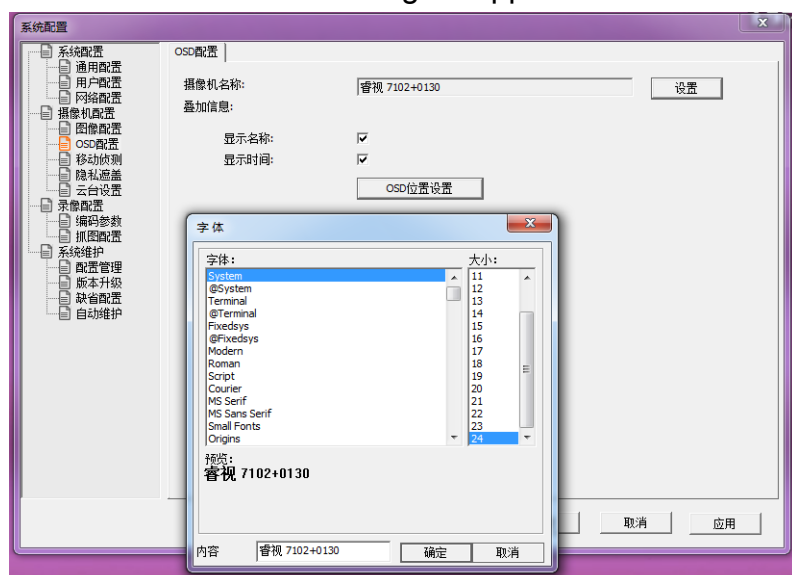 系统配置
系统配置
通用配置
用户配置
网络配置
摄像机配置
图像配置
OSD配置
移动侦测
隐私遮盖
云台设置
录像配置
编码参数
抓图配置
系统维护
配置管理
版本升级
缺省配置
自动维护
OSD配置
摄像机名称: 睿视 7102+0130 设置
叠加信息:
显示名称:
显示时间:
OSD位置设置
字体
字体:
System
@System
Terminal
@Terminal
Fixedsys
@Fixedsys
Modern
Roman
Script
Courier
MS Serif
MS Sans Serif
Small Fonts
Origins
大小:
11
12
13
14
15
16
17
18
19
20
21
22
23
24
预览:
睿视 7102+0130
内容 睿视 7102+0130 确定 取消
取消 应用